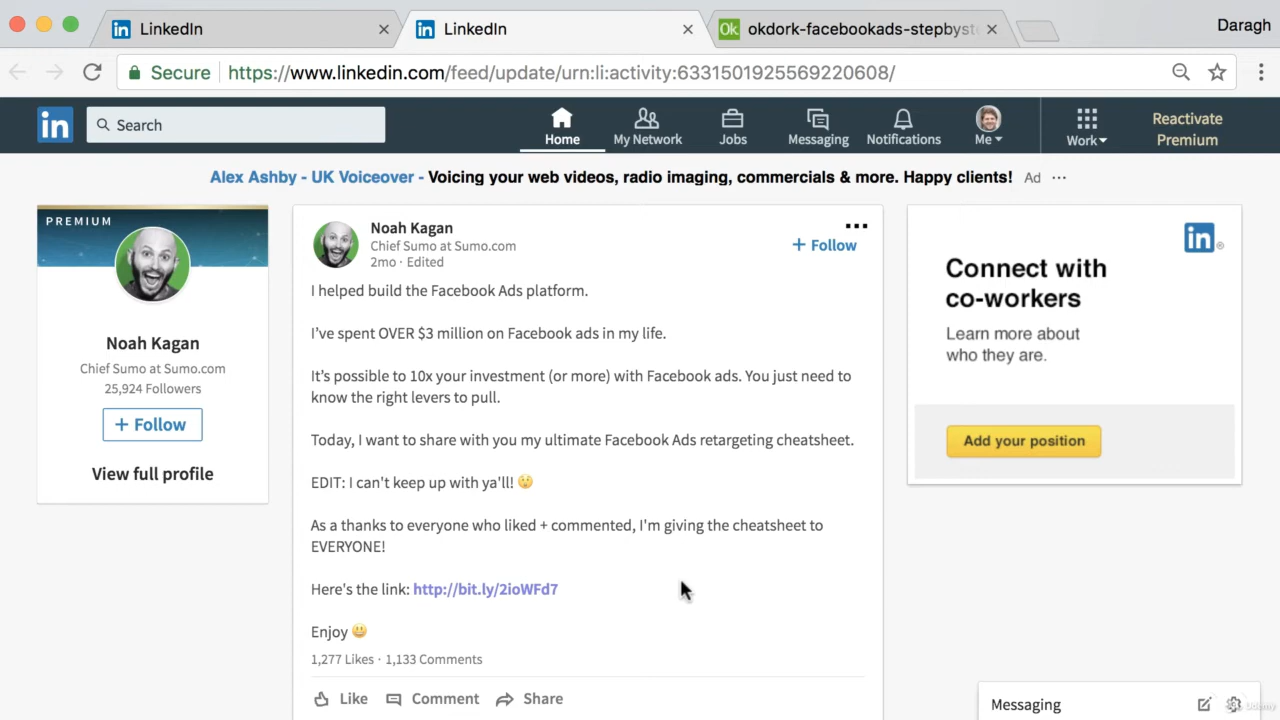 LinkedIn
LinkedIn
Ok okdork-facebookads-stepbyst
Daragh
Secure https://www.linkedin.com/feed/update/urn:li:activity:6331501925569220608/
in Search
Home
My Network
Jobs
Messaging
Notifications
Me
Work
Reactivate
Premium
Alex Ashby - UK Voiceover - Voicing your web videos, radio imaging, commercials & more. Happy clients! Ad ...
PREMIUM
Noah Kagan
Chief Sumo at Sumo.com
25,924 Followers
+ Follow
View full profile
Noah Kagan
Chief Sumo at Sumo.com
2mo · Edited
+ Follow
I helped build the Facebook Ads platform.
I've spent OVER $3 million on Facebook ads in my life.
It's possible to 10x your investment (or more) with Facebook ads. You just need to
know the right levers to pull.
Today, I want to share with you my ultimate Facebook Ads retargeting cheatsheet.
EDIT: I can't keep up with ya'll! 😲
As a thanks to everyone who liked + commented, I'm giving the cheatsheet to
EVERYONE!
Here's the link: http://bit.ly/2ioWFd7
Enjoy 😃
1,277 Likes · 1,133 Comments
Like Comment Share
in
Connect with
co-workers
Learn more about
who they are.
Add your position
Messaging
Udemy